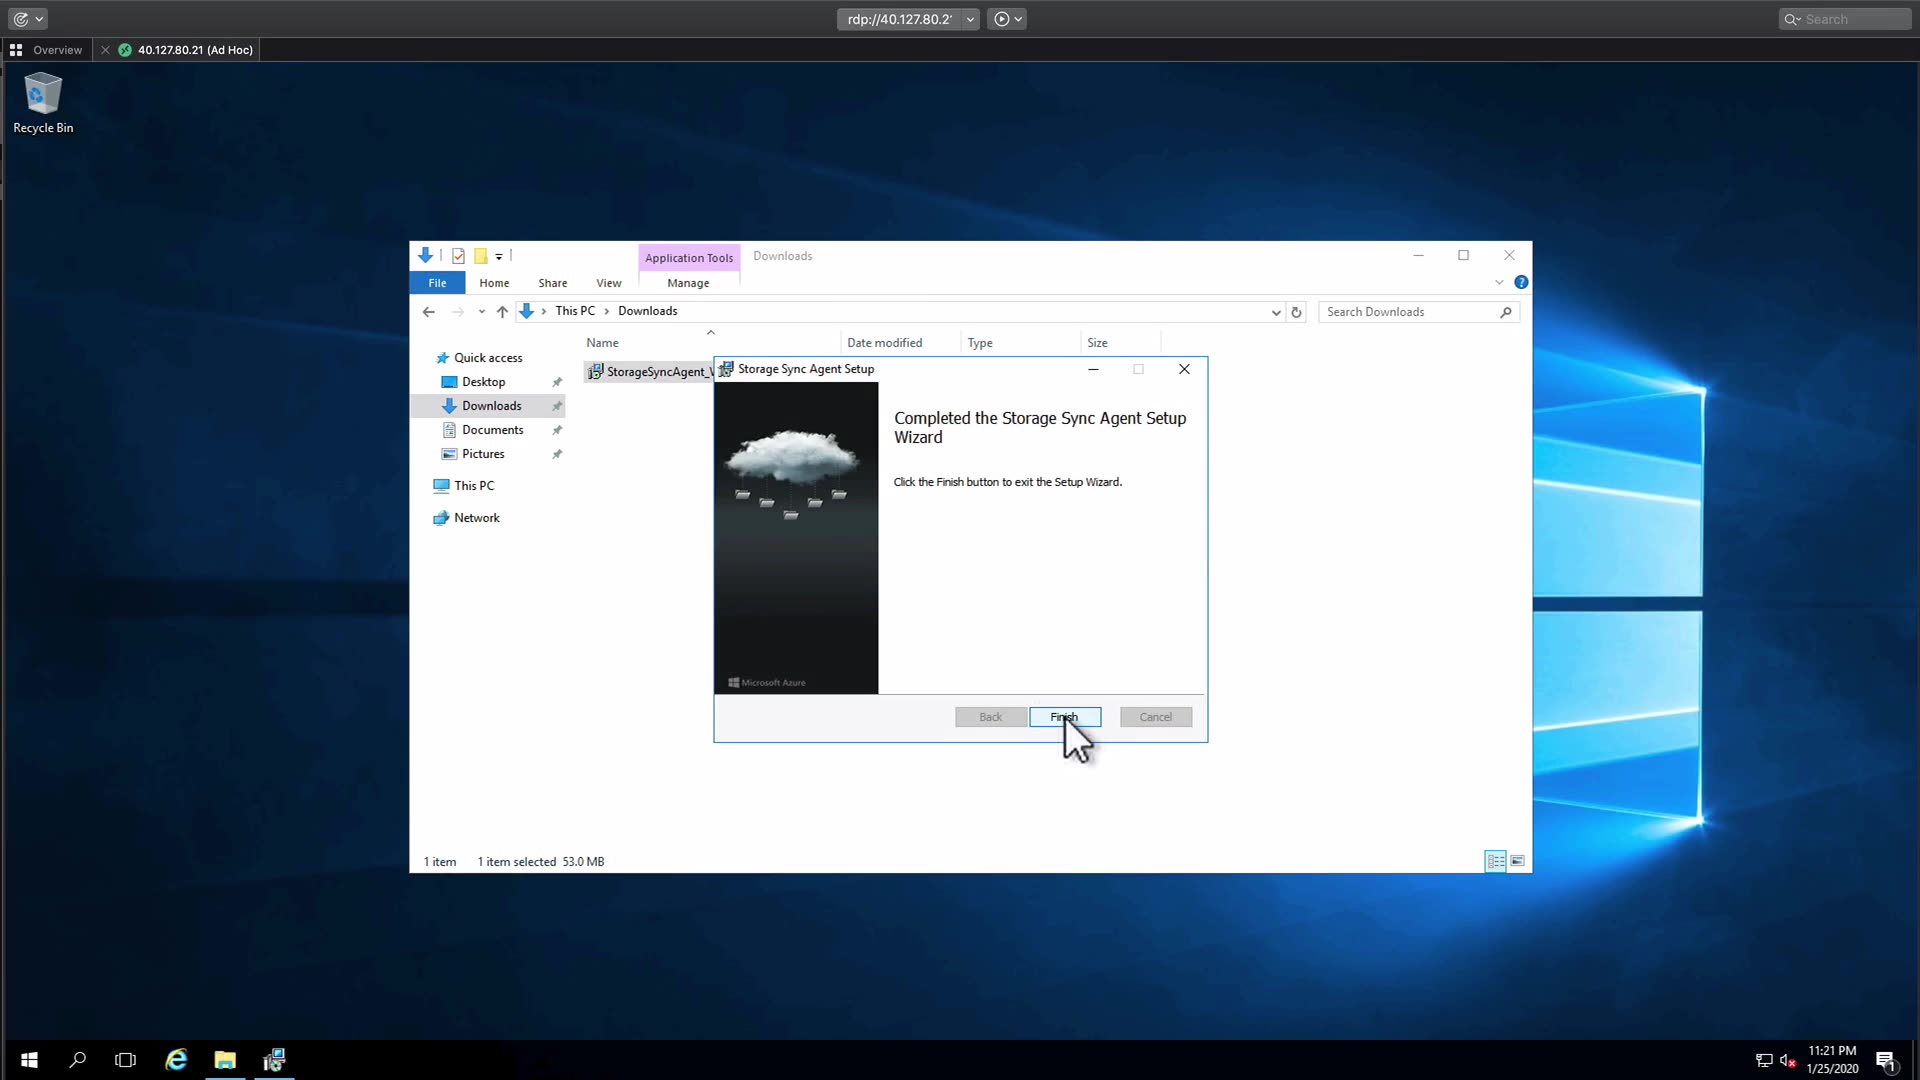 rdp://40.127.80.2
Search
Overview
40.127.80.21 (Ad Hoc)
Recycle Bin
Application Tools
Downloads
File
Home
Share
View
Manage
This PC
Downloads
Search Downloads
Name
Date modified
Type
Size
Quick access
Desktop
Downloads
Documents
Pictures
This PC
Network
StorageSyncAgent_
Storage Sync Agent Setup
Completed the Storage Sync Agent Setup
Wizard
Click the Finish button to exit the Setup Wizard.
Microsoft Azure
Back
Finish
Cancel
1 item
1 item selected 53.0 MB
11:21 PM
1/25/2020
1